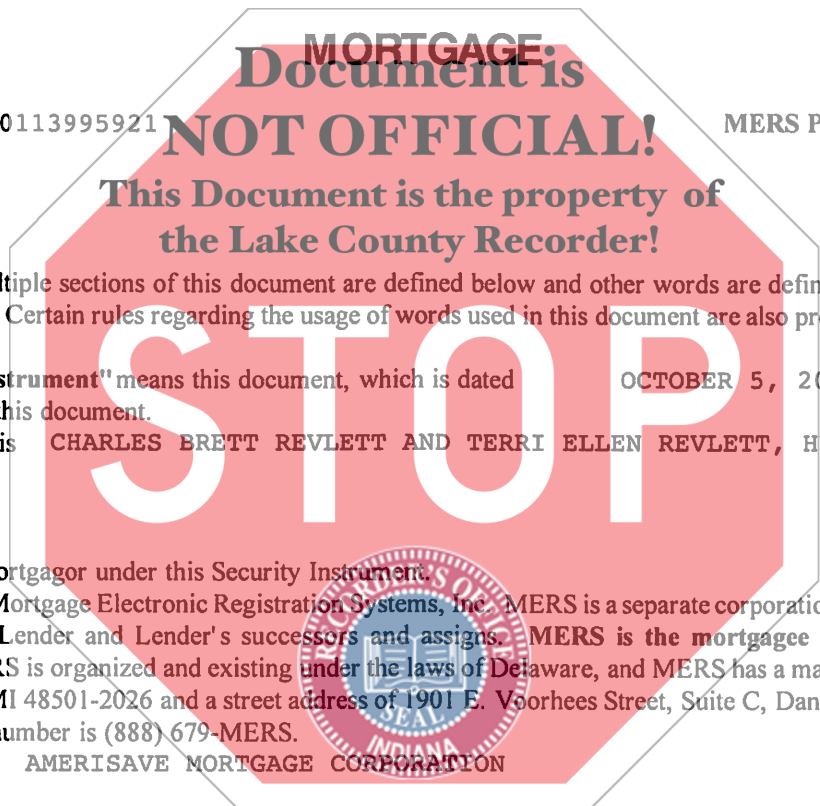 MORTGAGE
Document is
0113995921
NOT OFFICIAL!
MERS P
This Document is the property of
the Lake County Recorder!
ltiple sections of this document are defined below and other words are defin
Certain rules regarding the usage of words used in this document are also pr
STOP
strument" means this document, which is dated OCTOBER 5, 20
this document.
is CHARLES BRETT REVLETT AND TERRI ELLEN REVLETT, H
ortgagor under this Security Instrument.
Mortgage Electronic Registration Systems, Inc. MERS is a separate corporatio
Lender and Lender's successors and assigns. MERS is the mortgagee
RS is organized and existing under the laws of Delaware, and MERS has a ma
MI 48501-2026 and a street address of 1901 E. Voorhees Street, Suite C, Dan
number is (888) 679-MERS.
AMERISAVE MORTGAGE CORPORATION
RECORDER'S OFFICE
SEAL
INDIANA